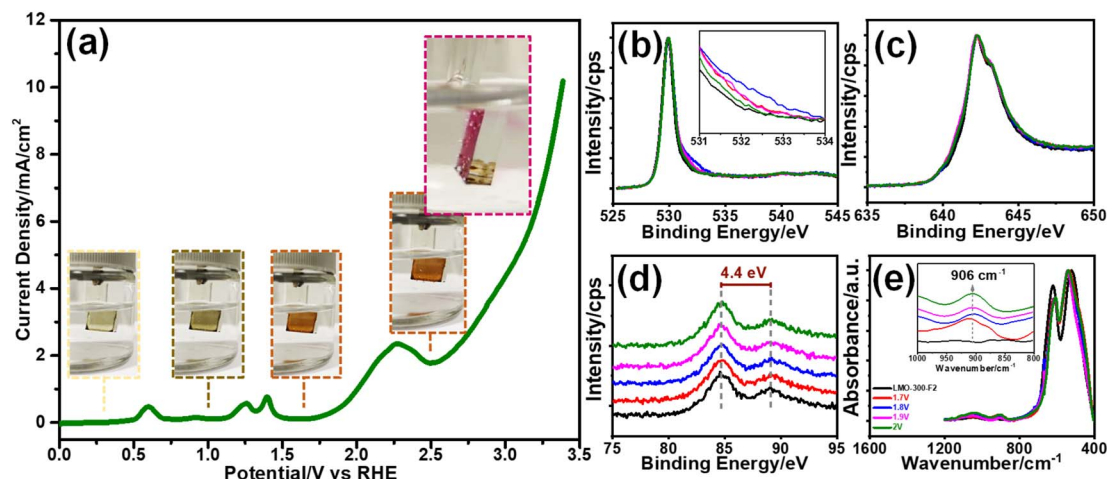 (a)
Current Density/mA/cm²
12
10
8
6
4
2
0
0.0 0.5 1.0 1.5 2.0 2.5 3.0 3.5
Potential/V vs RHE
(b)
Intensity/cps
531 532 533 534
525 530 535 540 545
Binding Energy/eV
(c)
Intensity/cps
635 640 645 650
Binding Energy/eV
(d)
4.4 eV
Intensity/cps
75 80 85 90 95
Binding Energy/eV
(e)
906 cm⁻¹
1000 950 900 850 800
Wavenumber/cm⁻¹
Absorbance/a.u.
LMO-300-F2
1.7V
1.8V
1.9V
2V
1600 1200 800 400
Wavenumber/cm⁻¹